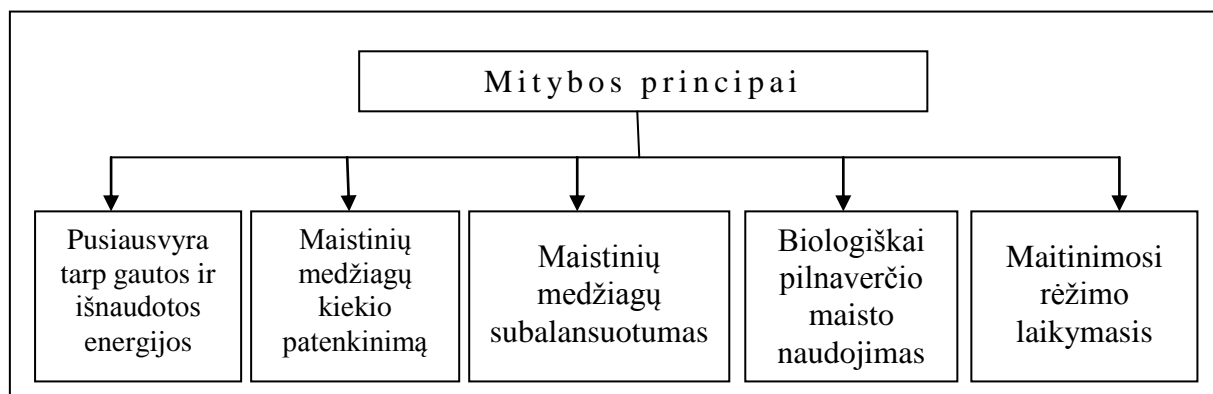 Mitybos principai
Pusiausvyra
tarp gautos ir
išnaudotos
energijos
Maistinių
medžiagų
kiekio
patenkinimą
Maistinių
medžiagų
subalansuotumas
Biologiškai
pilnaverčio
maisto
naudojimas
Maitinimosi
rėžimo
laikymasis